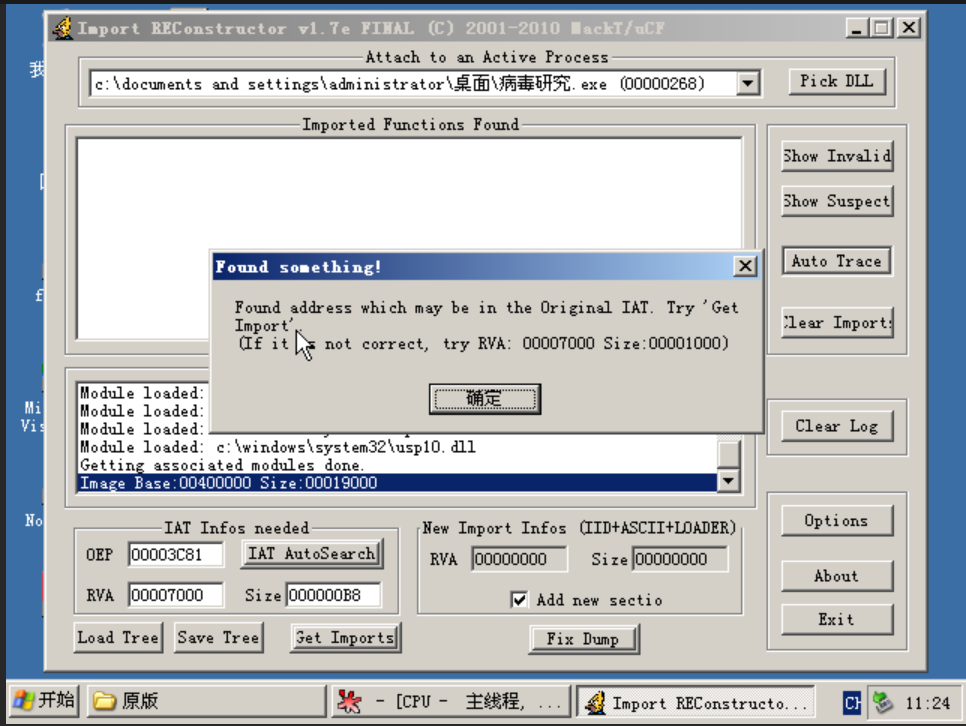 Import REConstructor v1.7e FINAL (C) 2001-2010 MackT/uCF
Attach to an Active Process
c:\documents and settings\administrator\桌面\病毒研究.exe (00000268)
Pick DLL
Imported Functions Found
Show Invalid
Show Suspect
Auto Trace
Clear Imports
Found something!
Found address which may be in the Original IAT. Try 'Get
Import'.
(If it is not correct, try RVA: 00007000 Size:00001000)
确定
Module loaded:
Module loaded:
Module loaded:
Module loaded: c:\windows\system32\usp10.dll
Getting associated modules done.
Image Base:00400000 Size:00019000
Clear Log
IAT Infos needed
OEP 00003C81 IAT AutoSearch
RVA 00007000 Size 000000B8
New Import Infos (IID+ASCII+LOADER)
RVA 00000000 Size 00000000
Add new sectio
Options
About
Exit
Load Tree Save Tree Get Imports Fix Dump
我
Mi
Vis
No
开始 原版 - [CPU - 主线程, ... Import REConstructo... CH 11:24